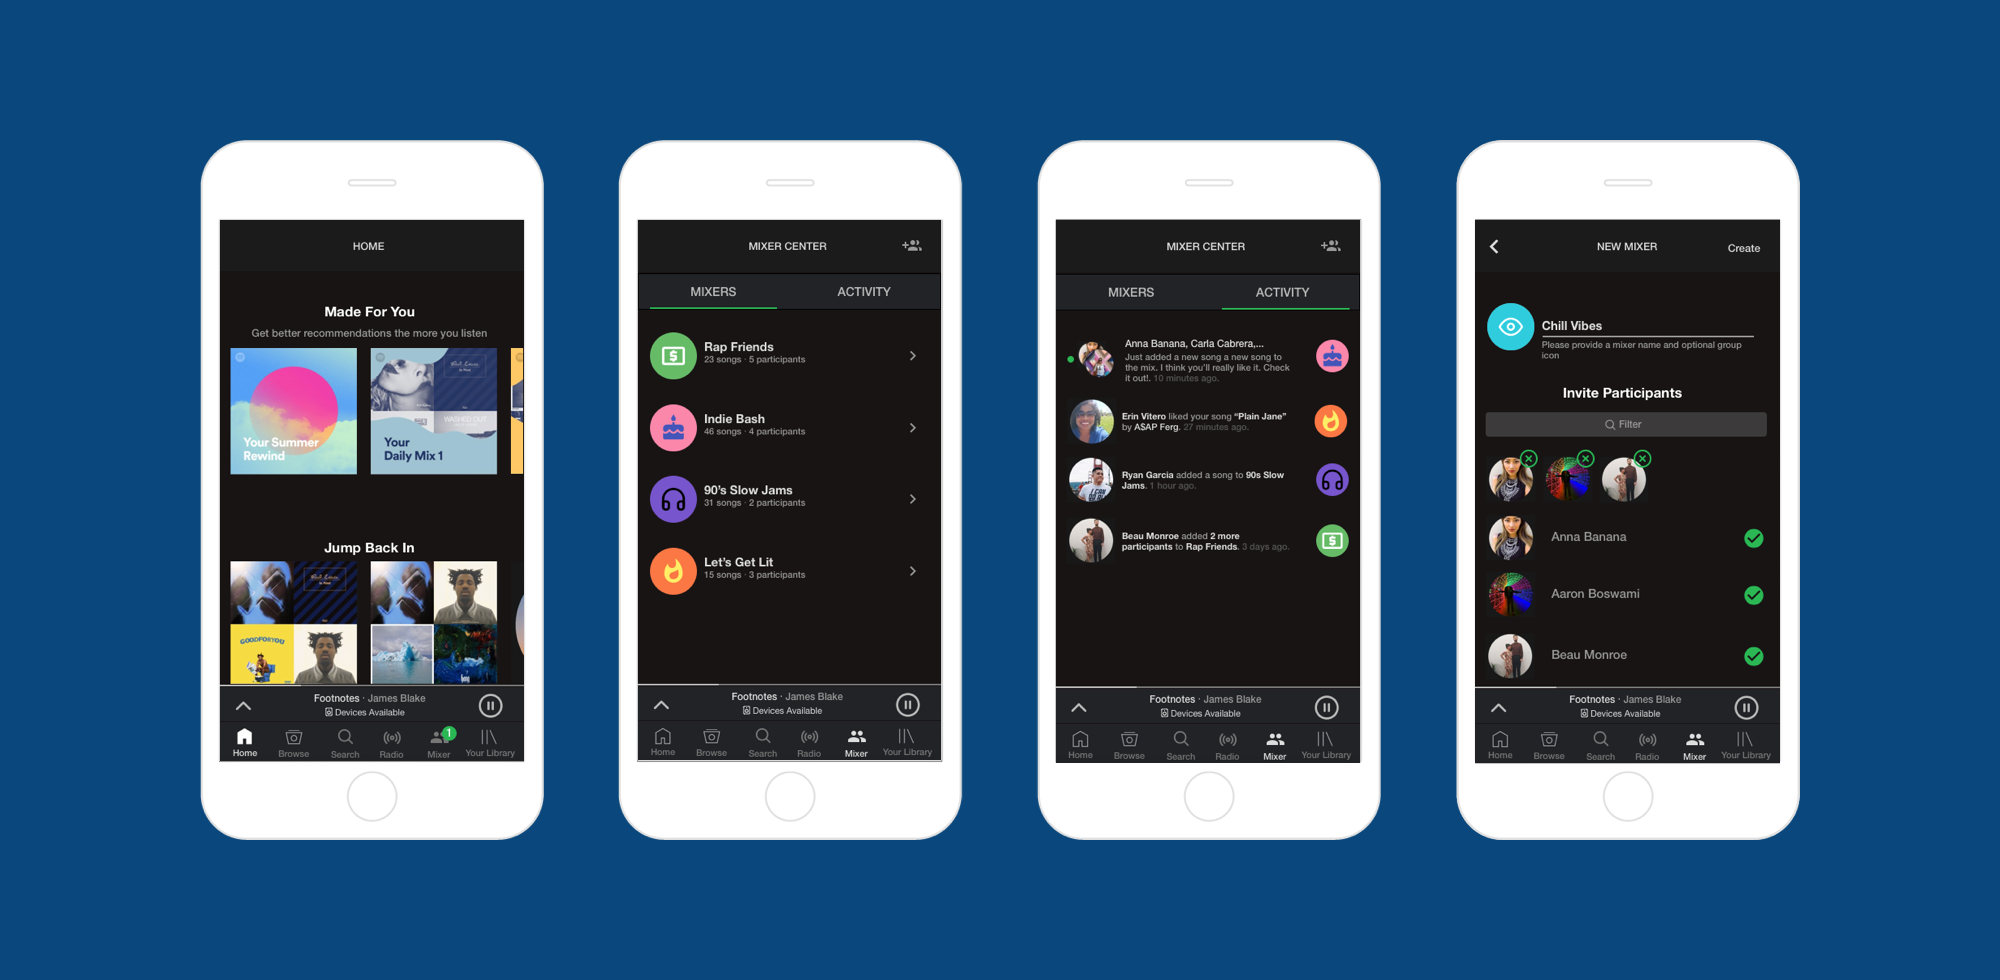 HOME
Made For You
Get better recommendations the more you listen
Your Summer
Rewind
Your
Daily Mix 1
WASHED OUT
Jump Back In
GOODFORYOU
Footnotes · James Blake
Devices Available
Home
Browse
Search
Radio
1
Mixer
Your Library
MIXER CENTER
MIXERS
ACTIVITY
Rap Friends
23 songs · 5 participants
Indie Bash
46 songs · 4 participants
90's Slow Jams
31 songs · 2 participants
Let's Get Lit
15 songs · 3 participants
Footnotes · James Blake
Devices Available
Home
Browse
Search
Radio
Mixer
Your Library
MIXER CENTER
MIXERS
ACTIVITY
Anna Banana, Carla Cabrera,...
Just added a new song a new song to
the mix. I think you'll really like it. Check
it out!. 10 minutes ago.
Erin Vitero liked your song “Plain Jane”
by A$AP Ferg. 27 minutes ago.
Ryan Garcia added a song to 90s Slow
Jams. 1 hour ago.
Beau Monroe added 2 more
participants to Rap Friends. 3 days ago.
Footnotes · James Blake
Devices Available
Home
Browse
Search
Radio
Mixer
Your Library
NEW MIXER
Create
Chill Vibes
Please provide a mixer name and optional group
icon
Invite Participants
Filter
Anna Banana
Aaron Boswami
Beau Monroe
Footnotes · James Blake
Devices Available
Home
Browse
Search
Radio
Mixer
Your Library